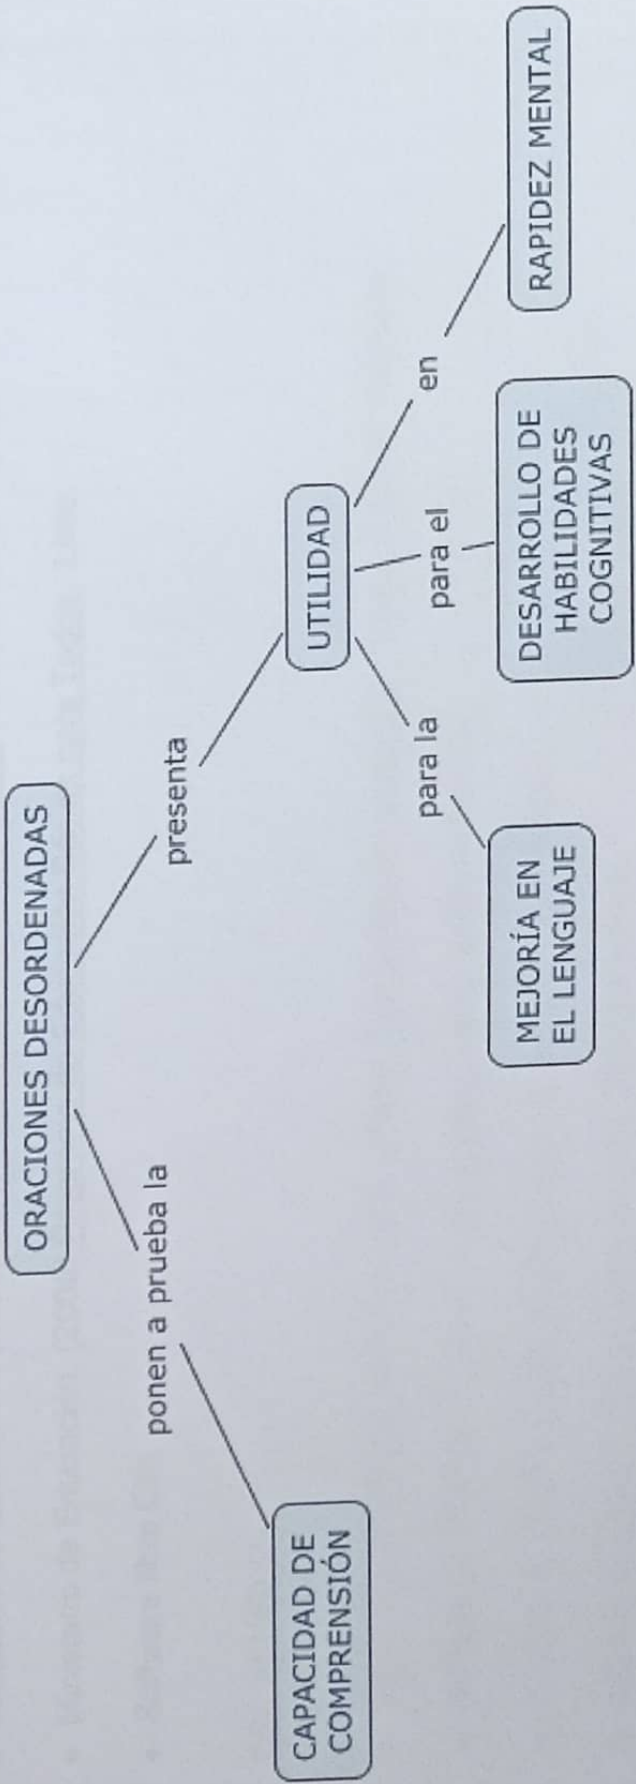 ORACIONES DESORDENADAS
ponen a prueba la
presenta
CAPACIDAD DE
COMPRENSIÓN
UTILIDAD
para la
para el
en
MEJORÍA EN
EL LENGUAJE
DESARROLLO DE
HABILIDADES
COGNITIVAS
RAPIDEZ MENTAL